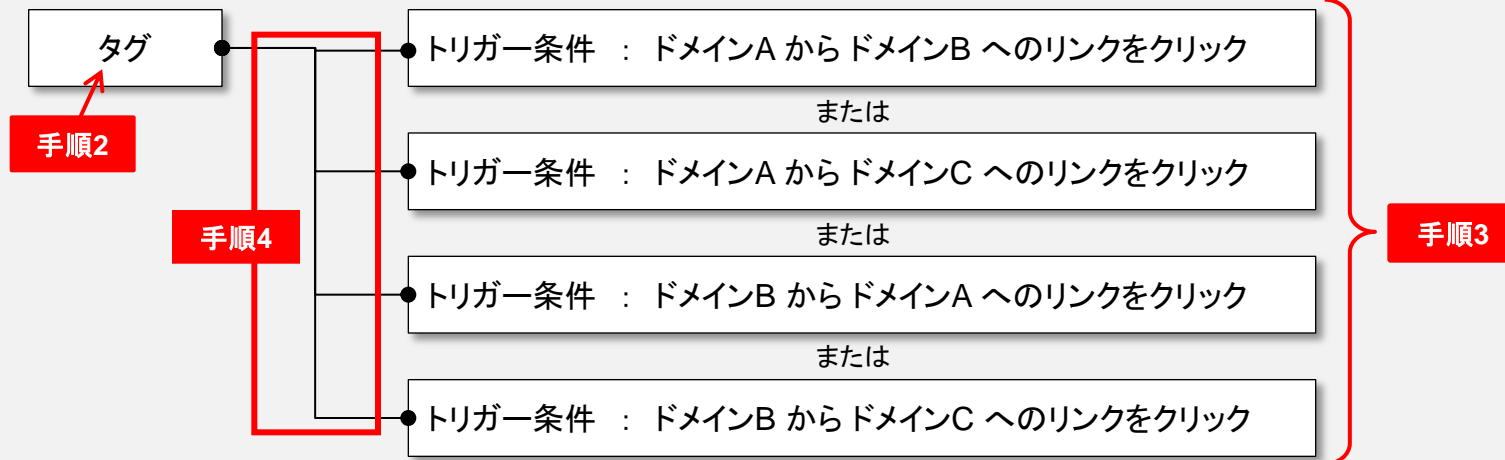 タグ
手順2
手順4
トリガー条件 ： ドメインA から ドメインB へのリンクをクリック
または
トリガー条件 ： ドメインA から ドメインC へのリンクをクリック
または
トリガー条件 ： ドメインB から ドメインA へのリンクをクリック
または
トリガー条件 ： ドメインB から ドメインC へのリンクをクリック
手順3